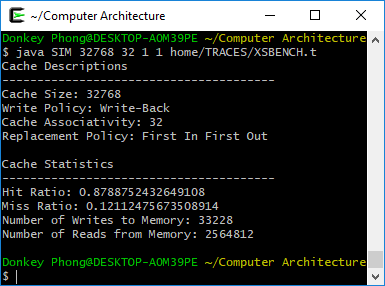 ~/Computer Architecture
Donkey Phong@DESKTOP-AOM39PE ~/Computer Architecture
$ java SIM 32768 32 1 1 home/TRACES/XSBENCH.t
Cache Descriptions
---------------------------------------
Cache Size: 32768
Write Policy: Write-Back
Cache Associativity: 32
Replacement Policy: First In First Out
Cache Statistics
---------------------------------------
Hit Ratio: 0.8788752432649108
Miss Ratio: 0.12112475673508914
Number of Writes to Memory: 33228
Number of Reads from Memory: 2564812
Donkey Phong@DESKTOP-AOM39PE ~/Computer Architecture
$